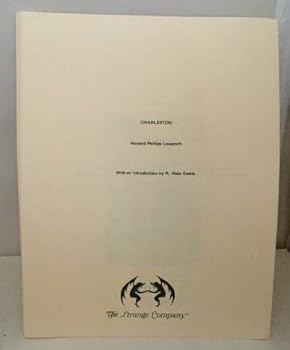 CHARLESTON
Howard Phillips Lovecraft
With an Introduction by R. Alain Everts
The Strange Company